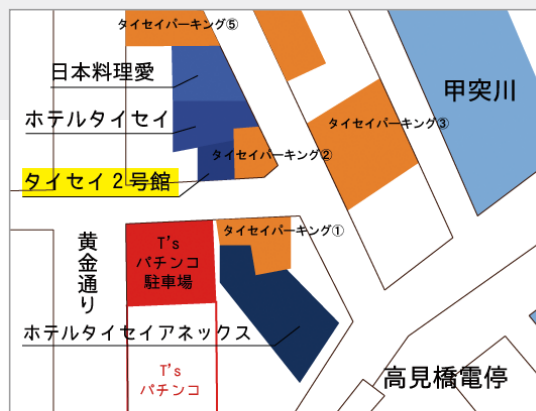 タイセイパーキング⑤
日本料理愛
甲突川
ホテルタイセイ
タイセイパーキング③
タイセイパーキング②
タイセイ2号館
タイセイパーキング①
黄金通り
T's
パチンコ
駐車場
ホテルタイセイアネックス
T's
パチンコ
高見橋電停